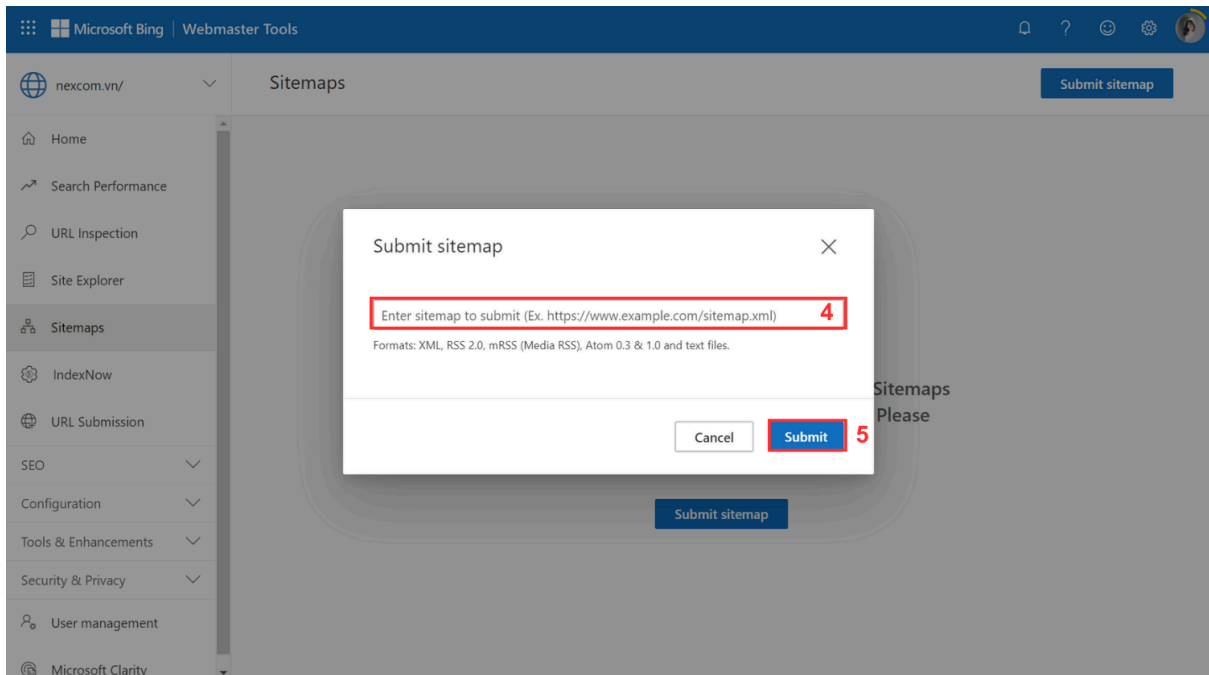 Microsoft Bing | Webmaster Tools
nexcom.vn/
Sitemaps
Submit sitemap
Home
Search Performance
URL Inspection
Site Explorer
Sitemaps
IndexNow
URL Submission
SEO
Configuration
Tools & Enhancements
Security & Privacy
User management
Microsoft Clarity
Submit sitemap
Enter sitemap to submit (Ex. https://www.example.com/sitemap.xml) 4
Formats: XML, RSS 2.0, mRSS (Media RSS), Atom 0.3 & 1.0 and text files.
Cancel
Submit 5
Sitemaps
Please
Submit sitemap